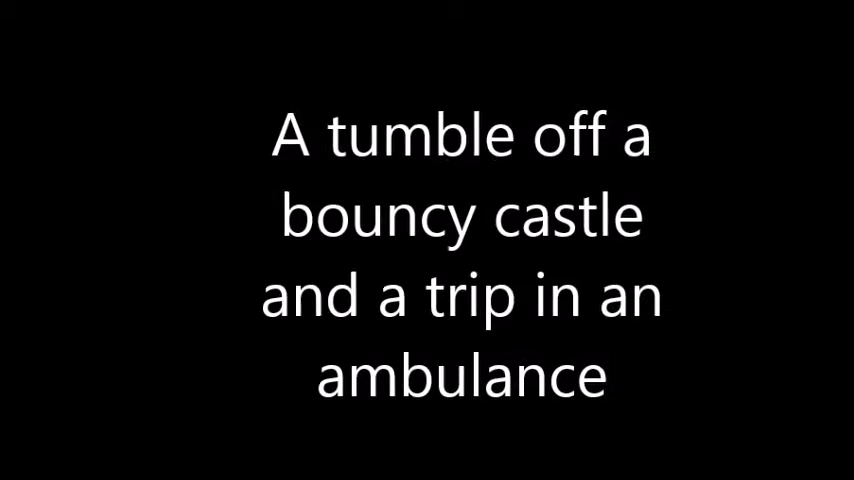 A tumble off a
bouncy castle
and a trip in an
ambulance